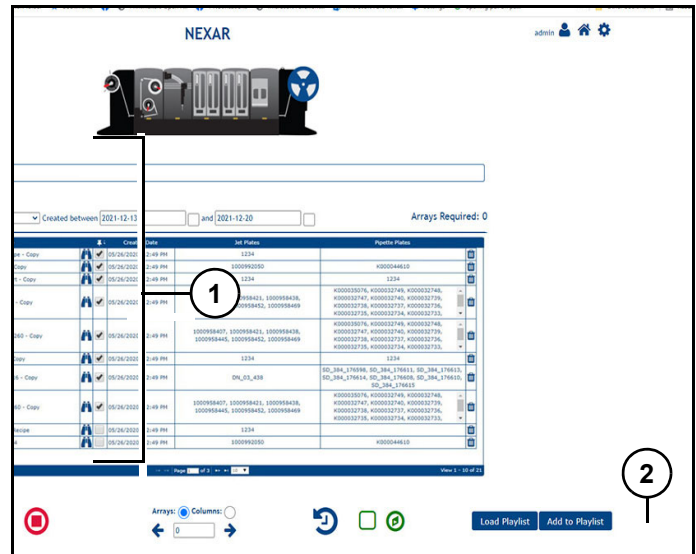 NEXAR
admin
Created between 2021-12-13 and 2021-12-20 Arrays Required: 0
Date Jet Plates Pipette Plates
pe - Copy 05/26/2020 2:49 PM 1234
Copy 05/26/2020 2:49 PM 1000992050 K000044610
t - Copy 05/26/2020 2:49 PM 1234 1234
- Copy 05/26/2020 2:49 PM
1000958421, 1000958438,
1000958452, 1000958469
K000035076, K000032749, K000032748,
K000032747, K000032740, K000032739,
K000032738, K000032737, K000032736,
K000032735, K000032734, K000032733,
260 - Copy 05/26/2020 2:49 PM
1000958407, 1000958421, 1000958438,
1000958445, 1000958452, 1000958469
K000035076, K000032749, K000032748,
K000032747, K000032740, K000032739,
K000032738, K000032737, K000032736,
K000032735, K000032734, K000032733,
Copy 05/26/2020 2:49 PM 1234 1234
6 - Copy 05/26/2020 2:49 PM DN_03_438
SD_384_176598, SD_384_176611, SD_384_176613,
SD_384_176614, SD_384_176608, SD_384_176610,
SD_384_176615
60 - Copy 05/26/2020 2:49 PM
1000958407, 1000958421, 1000958438,
1000958445, 1000958452, 1000958469
K000035076, K000032749, K000032748,
K000032747, K000032740, K000032739,
K000032738, K000032737, K000032736,
K000032735, K000032734, K000032733,
Recipe 05/26/2020 2:49 PM 1234
4 05/26/2020 2:49 PM 1000992050 K000044610
Page of 3 View 1 - 10 of 21
1
2
Arrays: Columns:
0
Load Playlist Add to Playlist